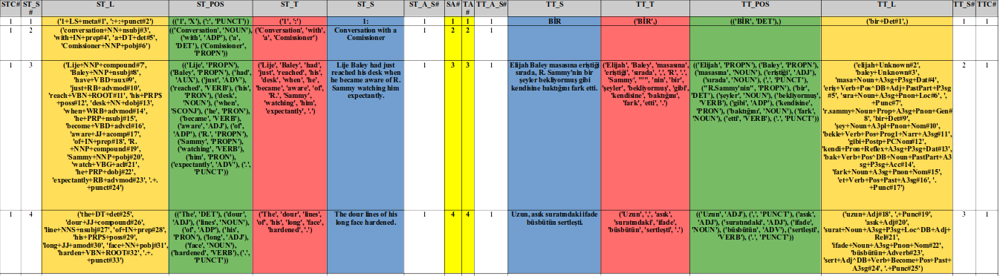 STC# ST_S# ST_L ST_POS ST_T ST_S ST_A_S# SA# TA# TT_A_S# TT_S TT_T TT_POS TT_L TT_S# TTC#
1 1 ('1+LS+meta#1', ':+:+punct#2') (('1', 'X'), (':', 'PUNCT')) ('1', ':') 1: 1 1 1 1 BİR ('BİR',) (('BİR', 'DET'),) ('bir+Det#1',) 1 1
1 2
('conversation+NN+nsubj#3',
'with+IN+prep#4', 'a+DT+det#5',
'Comissioner+NNP+pobj#6')
(('Conversation', 'NOUN'),
('with', 'ADP'), ('a',
'DET'), ('Comissioner',
'PROPN'))
('Conversation', 'with',
'a', 'Comissioner')
Conversation with a
Comissioner
1 2 2 1
1 3
('Lije+NNP+compound#7',
'Baley+NNP+nsubj#8',
'have+VBD+aux#9',
'just+RB+advmod#10',
'reach+VBN+ROOT#11', 'his+PRP$
+poss#12', 'desk+NN+dobj#13',
'when+WRB+advmod#14',
'he+PRP+nsubj#15',
'become+VBD+advcl#16',
'aware+JJ+acomp#17',
'of+IN+prep#18', 'R.
+NNP+compound#19',
'Sammy+NNP+pobj#20',
'watch+VBG+acl#21',
'he+PRP+dobj#22',
'expectantly+RB+advmod#23', '.+.
+punct#24')
(('Lije', 'PROPN'),
('Baley', 'PROPN'), ('had',
'AUX'), ('just', 'ADV'),
('reached', 'VERB'), ('his',
'PRON'), ('desk',
'NOUN'), ('when',
'SCONJ'), ('he', 'PRON'),
('became', 'VERB'),
('aware', 'ADJ'), ('of',
'ADP'), ('R.', 'PROPN'),
('Sammy', 'PROPN'),
('watching', 'VERB'),
('him', 'PRON'),
('expectantly', 'ADV'), ('.',
'PUNCT'))
('Lije', 'Baley', 'had',
'just', 'reached', 'his',
'desk', 'when', 'he',
'became', 'aware', 'of',
'R.', 'Sammy',
'watching', 'him',
'expectantly', '.')
Lije Baley had just
reached his desk when
he became aware of R.
Sammy watching him
expectantly.
1 3 3 1
Elijah Baley masasına eriştiği
sırada, R. Sammy'nin bir
şeyler bekliyormuş gibi
kendisine baktığını fark etti.
('Elijah', 'Baley', 'masasına',
'eriştiği', 'sırada', ',', 'R', '.',
'Sammy', "'", 'nin', 'bir',
'şeyler', 'bekliyormuş', 'gibi',
'kendisine', 'baktığını',
'fark', 'etti', '.')
(('Elijah', 'PROPN'), ('Baley', 'PROPN'),
('masasına', 'NOUN'), ('eriştiği', 'ADJ'),
('sırada', 'NOUN'), (',', 'PUNCT'),
("R.Sammy'nin", 'PROPN'), ('bir',
'DET'), ('şeyler', 'NOUN'), ('bekliyormuş',
'VERB'), ('gibi', 'ADP'), ('kendisine',
'PRON'), ('baktığını', 'NOUN'), ('fark',
'NOUN'), ('etti', 'VERB'), ('.', 'PUNCT'))
('elijah+Unknown#2',
'baley+Unknown#3',
'masa+Noun+A3sg+P3sg+Dat#4',
'eriş+Verb+Pos^DB+Adj+PastPart+P3sg
#5', 'sıra+Noun+A3sg+Pnon+Loc#6', ',
+Punc#7',
'r.sammy+Noun+Prop+A3sg+Pnon+Gen#
8', 'bir+Det#9',
'şey+Noun+A3pl+Pnon+Nom#10',
'bekle+Verb+Pos+Prog1+Narr+A3sg#11',
'gibi+Postp+PCNom#12',
'kendi+Pron+Reflex+A3sg+P3sg+Dat#13',
'bak+Verb+Pos^DB+Noun+PastPart+A3
sg+P3sg+Acc#14',
'fark+Noun+A3sg+Pnon+Nom#15',
'et+Verb+Pos+Past+A3sg#16', '.
+Punc#17')
2 1
1 4
('the+DT+det#25',
'dour+JJ+compound#26',
'line+NNS+nsubj#27', 'of+IN+prep#28',
'his+PRP$+poss#29',
'long+JJ+amod#30', 'face+NN+pobj#31',
'harden+VBN+ROOT#32', '.+.
+punct#33')
(('The', 'DET'), ('dour',
'ADJ'), ('lines', 'NOUN'),
('of', 'ADP'), ('his',
'PRON'), ('long', 'ADJ'),
('face', 'NOUN'),
('hardened', 'VERB'), ('.',
'PUNCT'))
('The', 'dour', 'lines',
'of', 'his', 'long', 'face',
'hardened', '.')
The dour lines of his
long face hardened.
1 4 4 1
Uzun, asık suratındaki ifade
büsbütün sertleşti.
('Uzun', ',', 'asık',
'suratındaki', 'ifade',
'büsbütün', 'sertleşti', '.')
(('Uzun', 'ADJ'), (',', 'PUNCT'), ('asık',
'ADJ'), ('suratındaki', 'ADJ'), ('ifade',
'NOUN'), ('büsbütün', 'ADV'), ('sertleşti',
'VERB'), ('.', 'PUNCT'))
('uzun+Adj#18', ',+Punc#19',
'asık+Adj#20',
'surat+Noun+A3sg+P3sg+Loc^DB+Adj+
Rel#21',
'ifade+Noun+A3sg+Pnon+Nom#22',
'büsbütün+Adverb#23',
'sert+Adj^DB+Verb+Become+Pos+Past+
A3sg#24', '.+Punc#25')
3 1